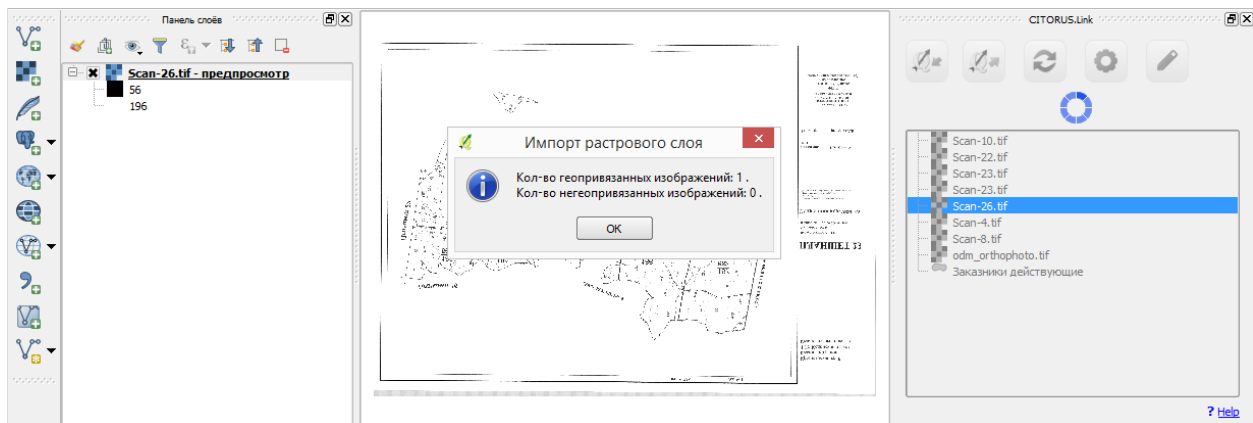 Панель слоёв
Scan-26.tif - предпросмотр
56
196
Импорт растрового слоя
Кол-во геопривязанных изображений: 1 .
Кол-во негеопривязанных изображений: 0 .
OK
ПЛАНШЕТ 53
CITORUS.Link
Scan-10.tif
Scan-22.tif
Scan-23.tif
Scan-23.tif
Scan-26.tif
Scan-4.tif
Scan-8.tif
odm_orthophoto.tif
Заказники действующие
? Help